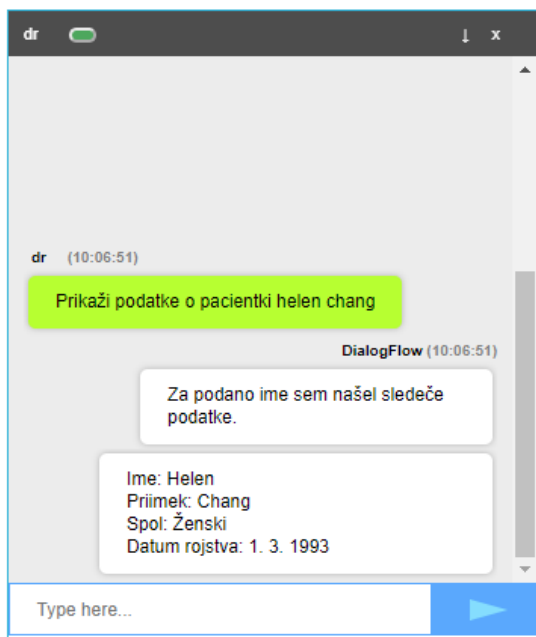 dr ↓ x
dr (10:06:51)
Prikaži podatke o pacientki helen chang
DialogFlow (10:06:51)
Za podano ime sem našel sledeče
podatke.
Ime: Helen
Priimek: Chang
Spol: Ženski
Datum rojstva: 1. 3. 1993
Type here...